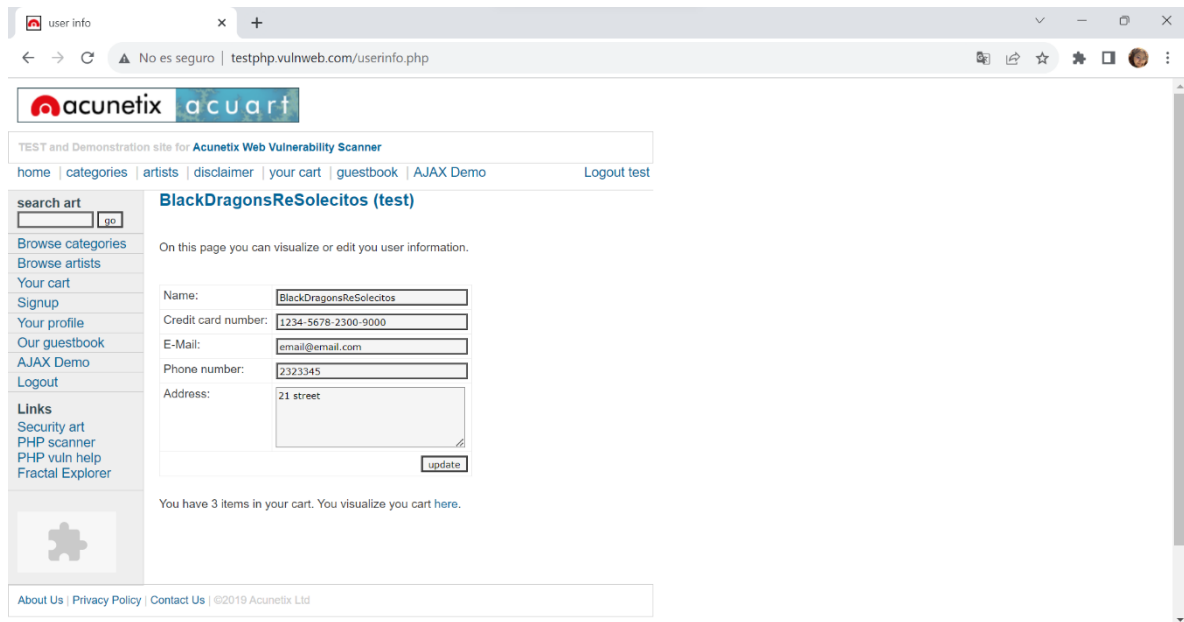 user info
No es seguro | testphp.vulnweb.com/userinfo.php
acunetix acuart
TEST and Demonstration site for Acunetix Web Vulnerability Scanner
home | categories | artists | disclaimer | your cart | guestbook | AJAX Demo Logout test
search art
go
Browse categories
Browse artists
Your cart
Signup
Your profile
Our guestbook
AJAX Demo
Logout
Links
Security art
PHP scanner
PHP vuln help
Fractal Explorer
BlackDragonsReSolecitos (test)
On this page you can visualize or edit you user information.
Name: BlackDragonsReSolecitos
Credit card number: 1234-5678-2300-9000
E-Mail: email@email.com
Phone number: 2323345
Address: 21 street
update
You have 3 items in your cart. You visualize you cart here.
About Us | Privacy Policy | Contact Us | ©2019 Acunetix Ltd